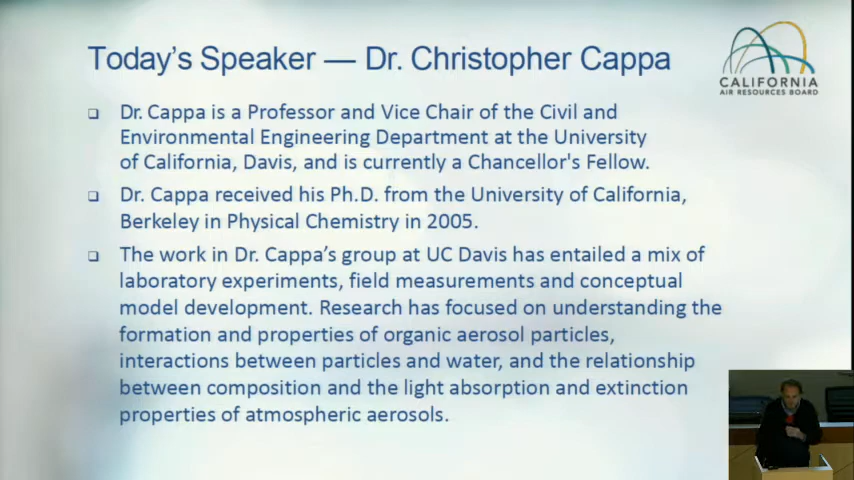 Today's Speaker — Dr. Christopher Cappa
CALIFORNIA
AIR RESOURCES BOARD
❑ Dr. Cappa is a Professor and Vice Chair of the Civil and
Environmental Engineering Department at the University
of California, Davis, and is currently a Chancellor's Fellow.
❑ Dr. Cappa received his Ph.D. from the University of California,
Berkeley in Physical Chemistry in 2005.
❑ The work in Dr. Cappa's group at UC Davis has entailed a mix of
laboratory experiments, field measurements and conceptual
model development. Research has focused on understanding the
formation and properties of organic aerosol particles,
interactions between particles and water, and the relationship
between composition and the light absorption and extinction
properties of atmospheric aerosols.